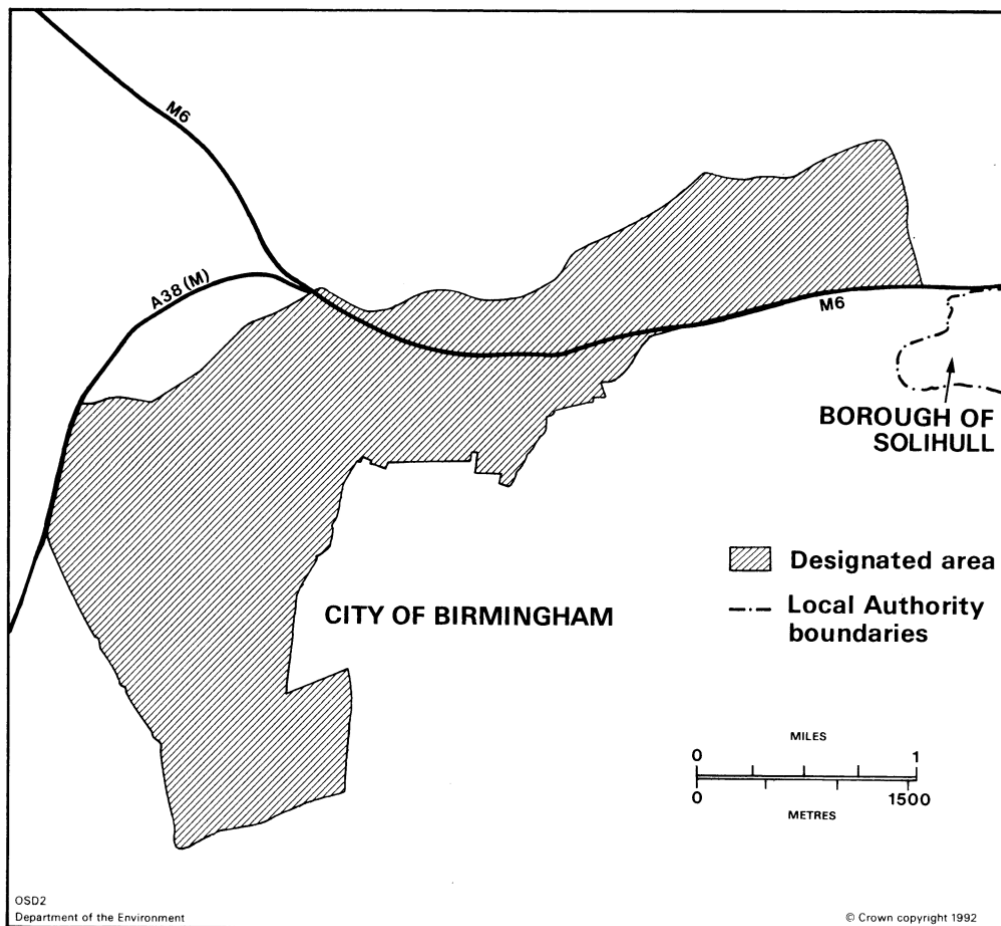 M6
A38 (M)
M6
BOROUGH OF
SOLIHULL
Designated area
CITY OF BIRMINGHAM
Local Authority
boundaries
MILES
0 1
0 1500
METRES
OSD2
Department of the Environment
© Crown copyright 1992